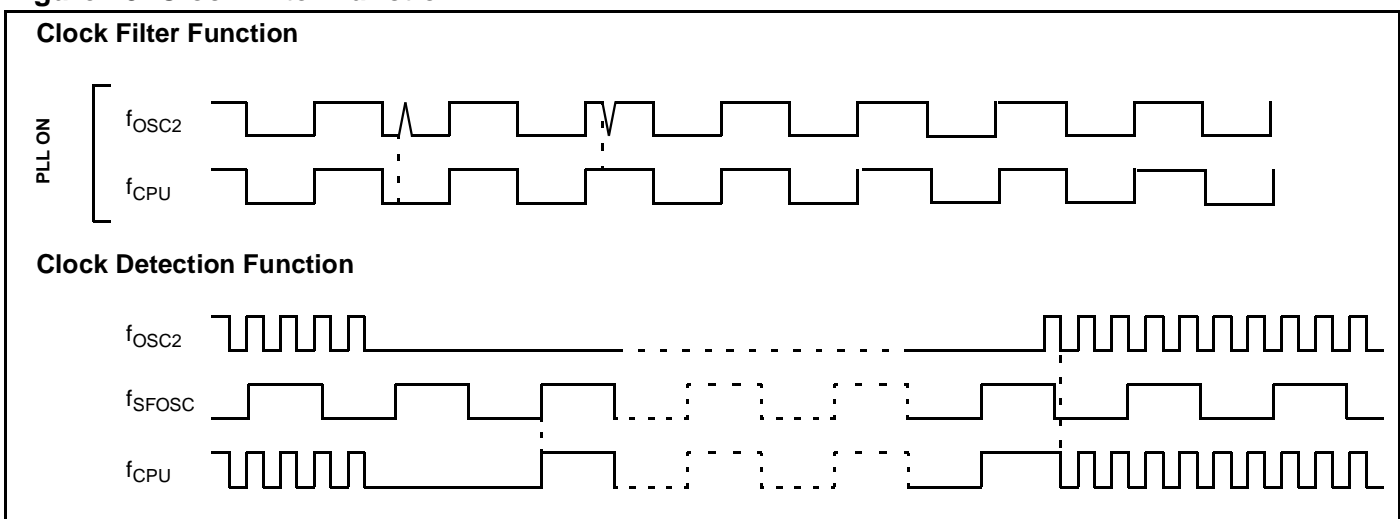 Clock Filter Function
PLL ON
fOSC2
fCPU
Clock Detection Function
fOSC2
fSFOSC
fCPU